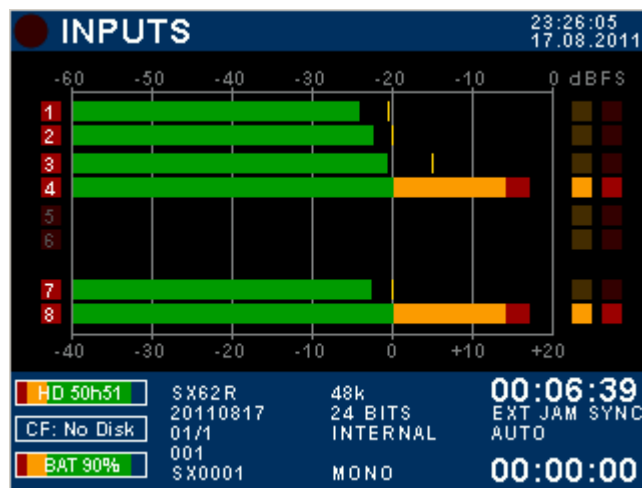 INPUTS
23:26:05
17.08.2011
-60 -50 -40 -30 -20 -10 0 dBFS
1
2
3
4
5
6
7
8
-40 -30 -20 -10 0 +10 +20
HD 50h51
CF: No Disk
BAT 90%
SX62R
20110817
01/1
001
SX0001
48k
24 BITS
INTERNAL
MONO
00:06:39
EXT JAM SYNC
AUTO
00:00:00